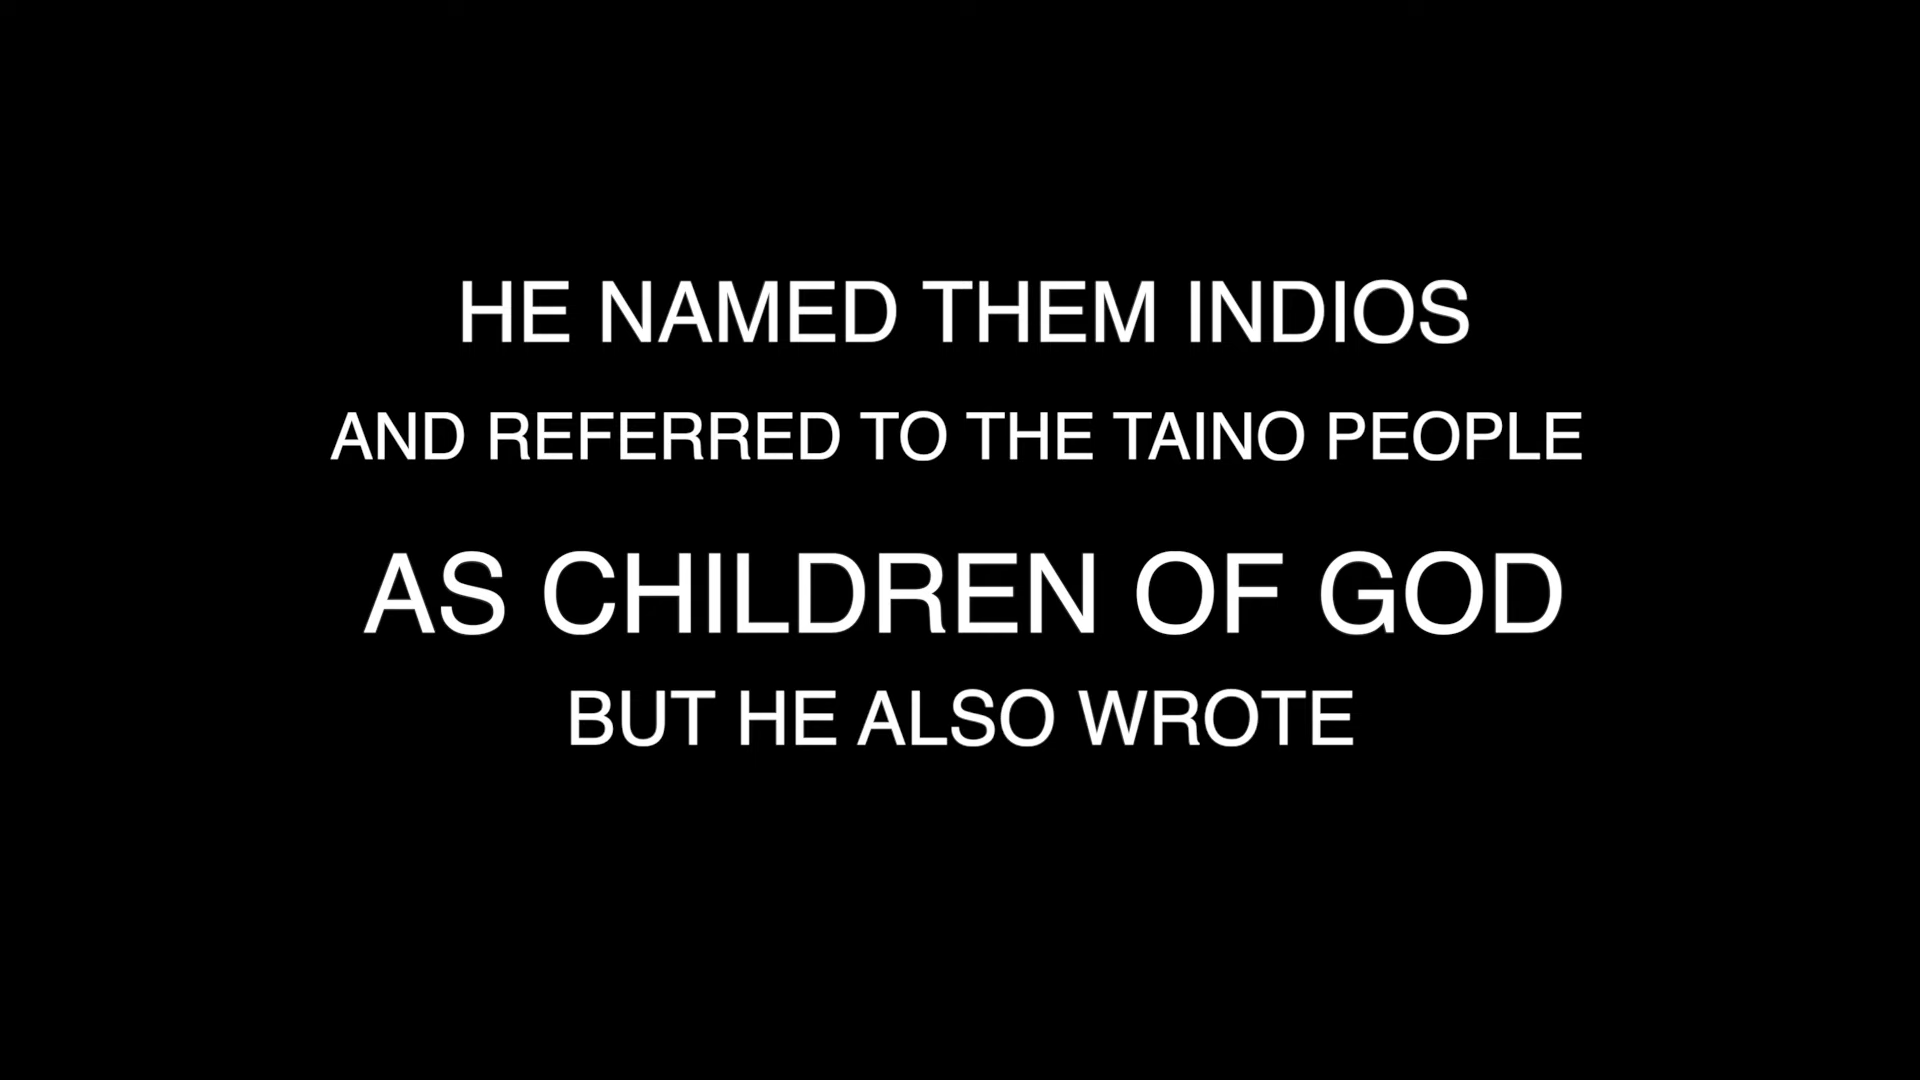 HE NAMED THEM INDIOS
AND REFERRED TO THE TAINO PEOPLE
AS CHILDREN OF GOD
BUT HE ALSO WROTE